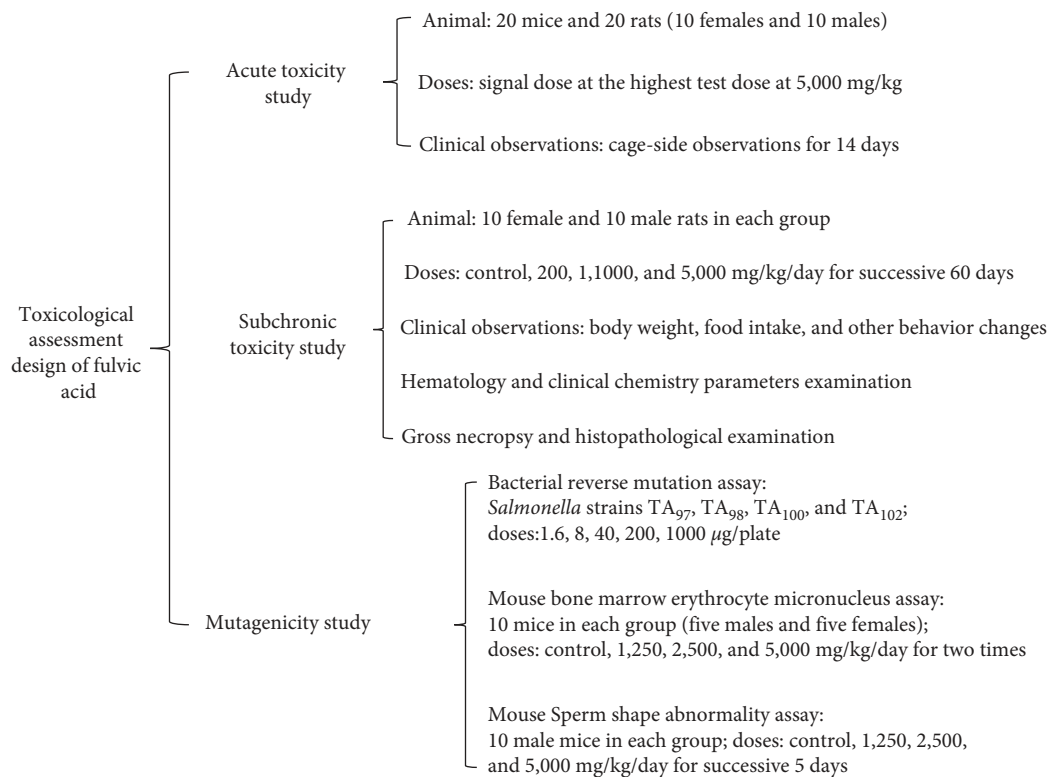 Toxicological
assessment
design of fulvic
acid
Acute toxicity
study
Animal: 20 mice and 20 rats (10 females and 10 males)
Doses: signal dose at the highest test dose at 5,000 mg/kg
Clinical observations: cage-side observations for 14 days
Subchronic
toxicity study
Animal: 10 female and 10 male rats in each group
Doses: control, 200, 1,1000, and 5,000 mg/kg/day for successive 60 days
Clinical observations: body weight, food intake, and other behavior changes
Hematology and clinical chemistry parameters examination
Gross necropsy and histopathological examination
Mutagenicity study
Bacterial reverse mutation assay:
Salmonella strains TA97, TA98, TA100, and TA102;
doses:1.6, 8, 40, 200, 1000 µg/plate
Mouse bone marrow erythrocyte micronucleus assay:
10 mice in each group (five males and five females);
doses: control, 1,250, 2,500, and 5,000 mg/kg/day for two times
Mouse Sperm shape abnormality assay:
10 male mice in each group; doses: control, 1,250, 2,500,
and 5,000 mg/kg/day for successive 5 days